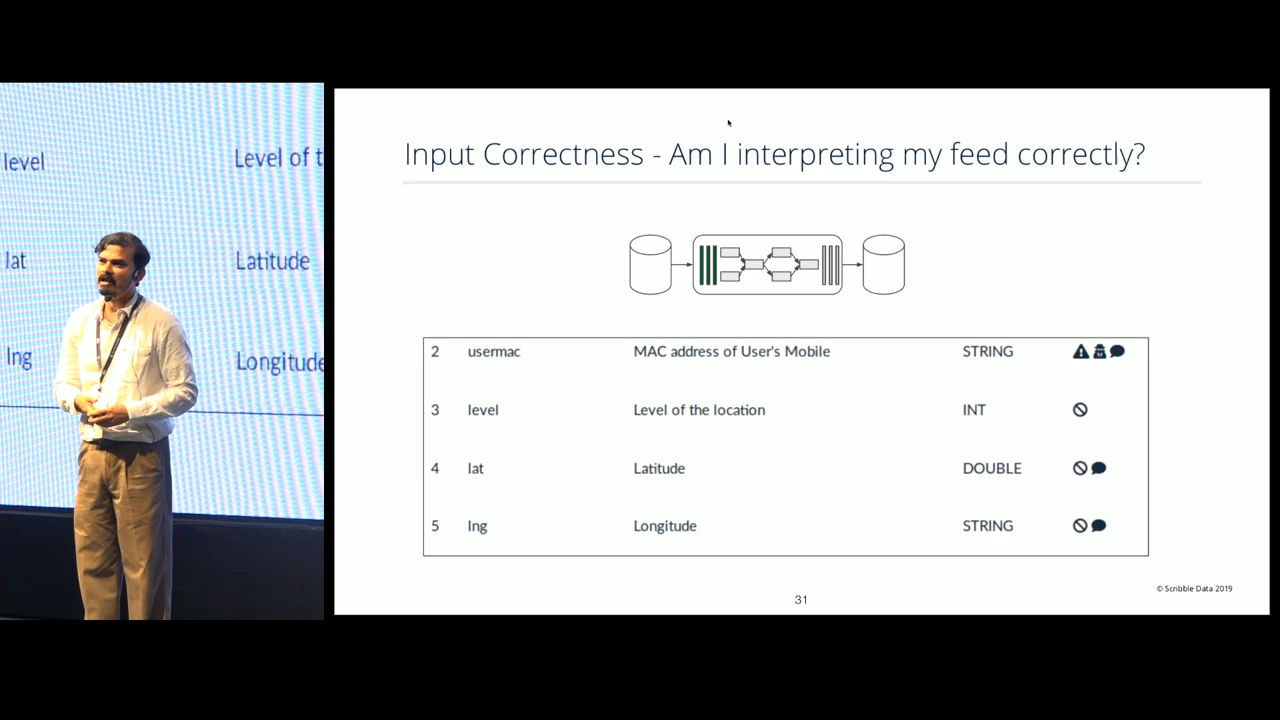 level
Level of t
lat
Latitude
lng
Longitude
Input Correctness - Am I interpreting my feed correctly?
2 usermac MAC address of User's Mobile STRING
3 level Level of the location INT
4 lat Latitude DOUBLE
5 lng Longitude STRING
© Scribble Data 2019
31